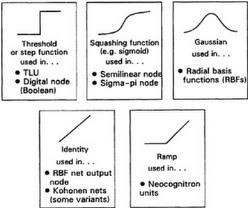 Threshold
or step function
used in. . .
● TLU
● Digital node
(Boolean)
Squashing function
(e.g. sigmoid)
used in. . .
● Semilinear node
● Sigma-pi node
Gaussian
used in. . .
● Radial basis
functions (RBFs)
Identity
used in. . .
● RBF net output
node
● Kohonen nets
(some variants)
Ramp
used in. . .
● Neocognitron
units